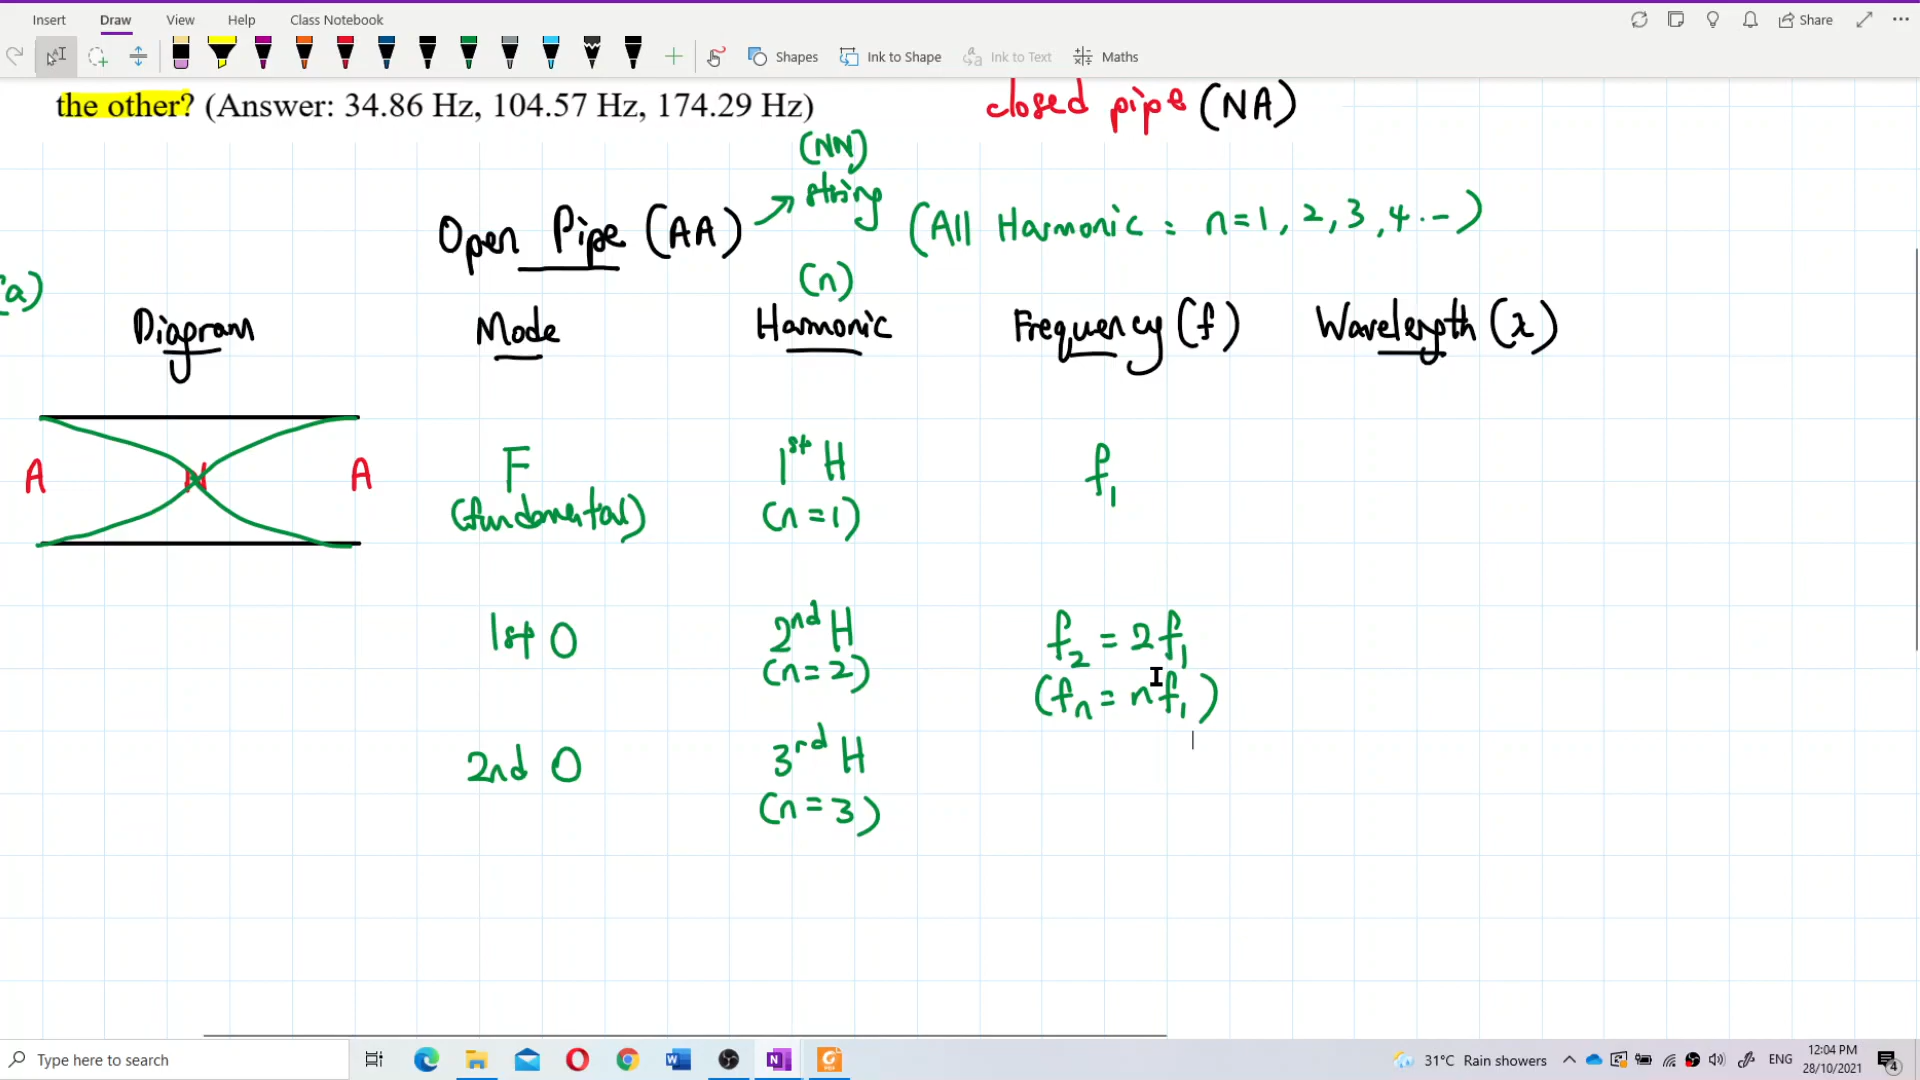 Insert Draw View Help Class Notebook Share
Shapes Ink to Shape Ink to Text Maths
the other? (Answer: 34.86 Hz, 104.57 Hz, 174.29 Hz)
closed pipe (NA)
(NN)
string
Open Pipe (AA)
(All Harmonic : n=1, 2, 3, 4...)
(a)
(n)
Diagram Mode Harmonic Frequency (f) Wavelength (λ)
A N A
F
(fundamental)
1st H
(n=1)
f₁
1st O
2nd H
(n=2)
f₂ = 2f₁
(fₙ = nf₁)
2nd O
3rd H
(n=3)
Type here to search
31°C Rain showers
ENG
12:04 PM
28/10/2021
4